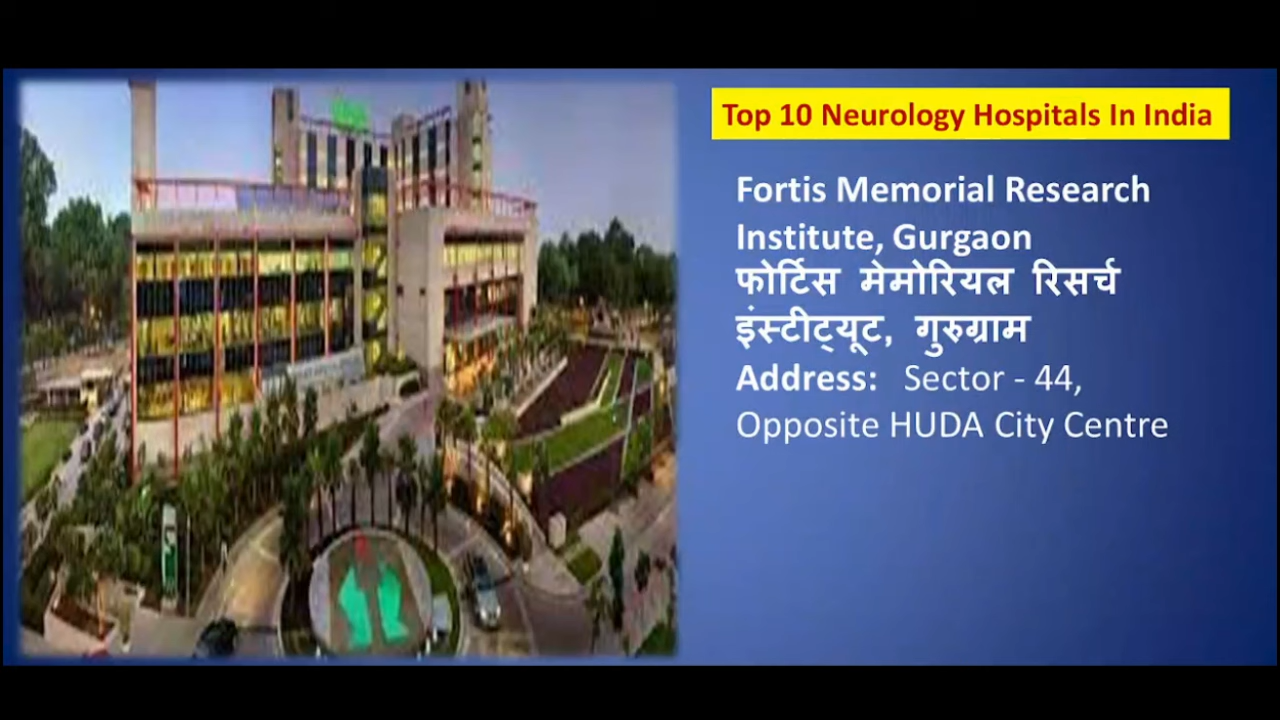 Top 10 Neurology Hospitals In India
Fortis Memorial Research
Institute, Gurgaon
फोर्टिस मेमोरियल रिसर्च
इंस्टीट्यूट, गुरुग्राम
Address: Sector - 44,
Opposite HUDA City Centre